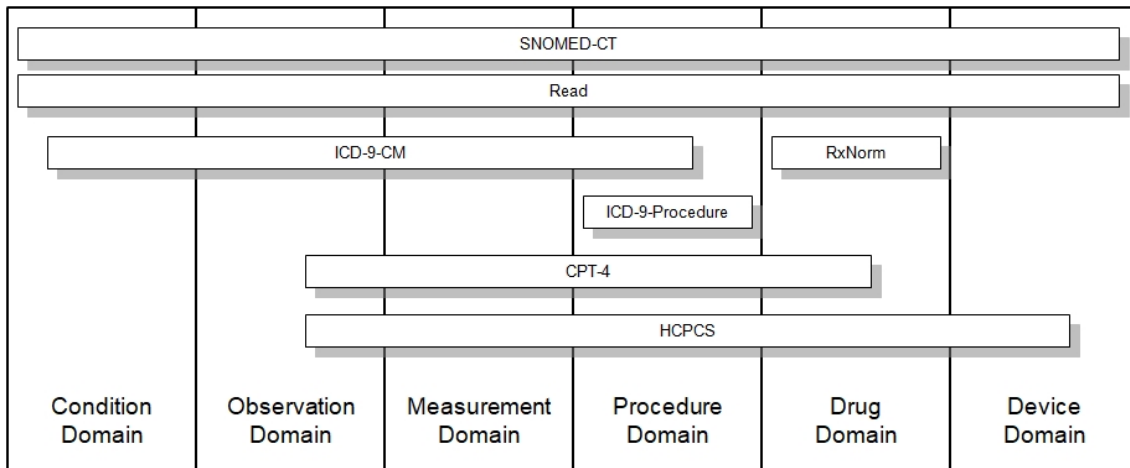 SNOMED-CT
Read
ICD-9-CM
RxNorm
ICD-9-Procedure
CPT-4
HCPCS
Condition
Domain
Observation
Domain
Measurement
Domain
Procedure
Domain
Drug
Domain
Device
Domain